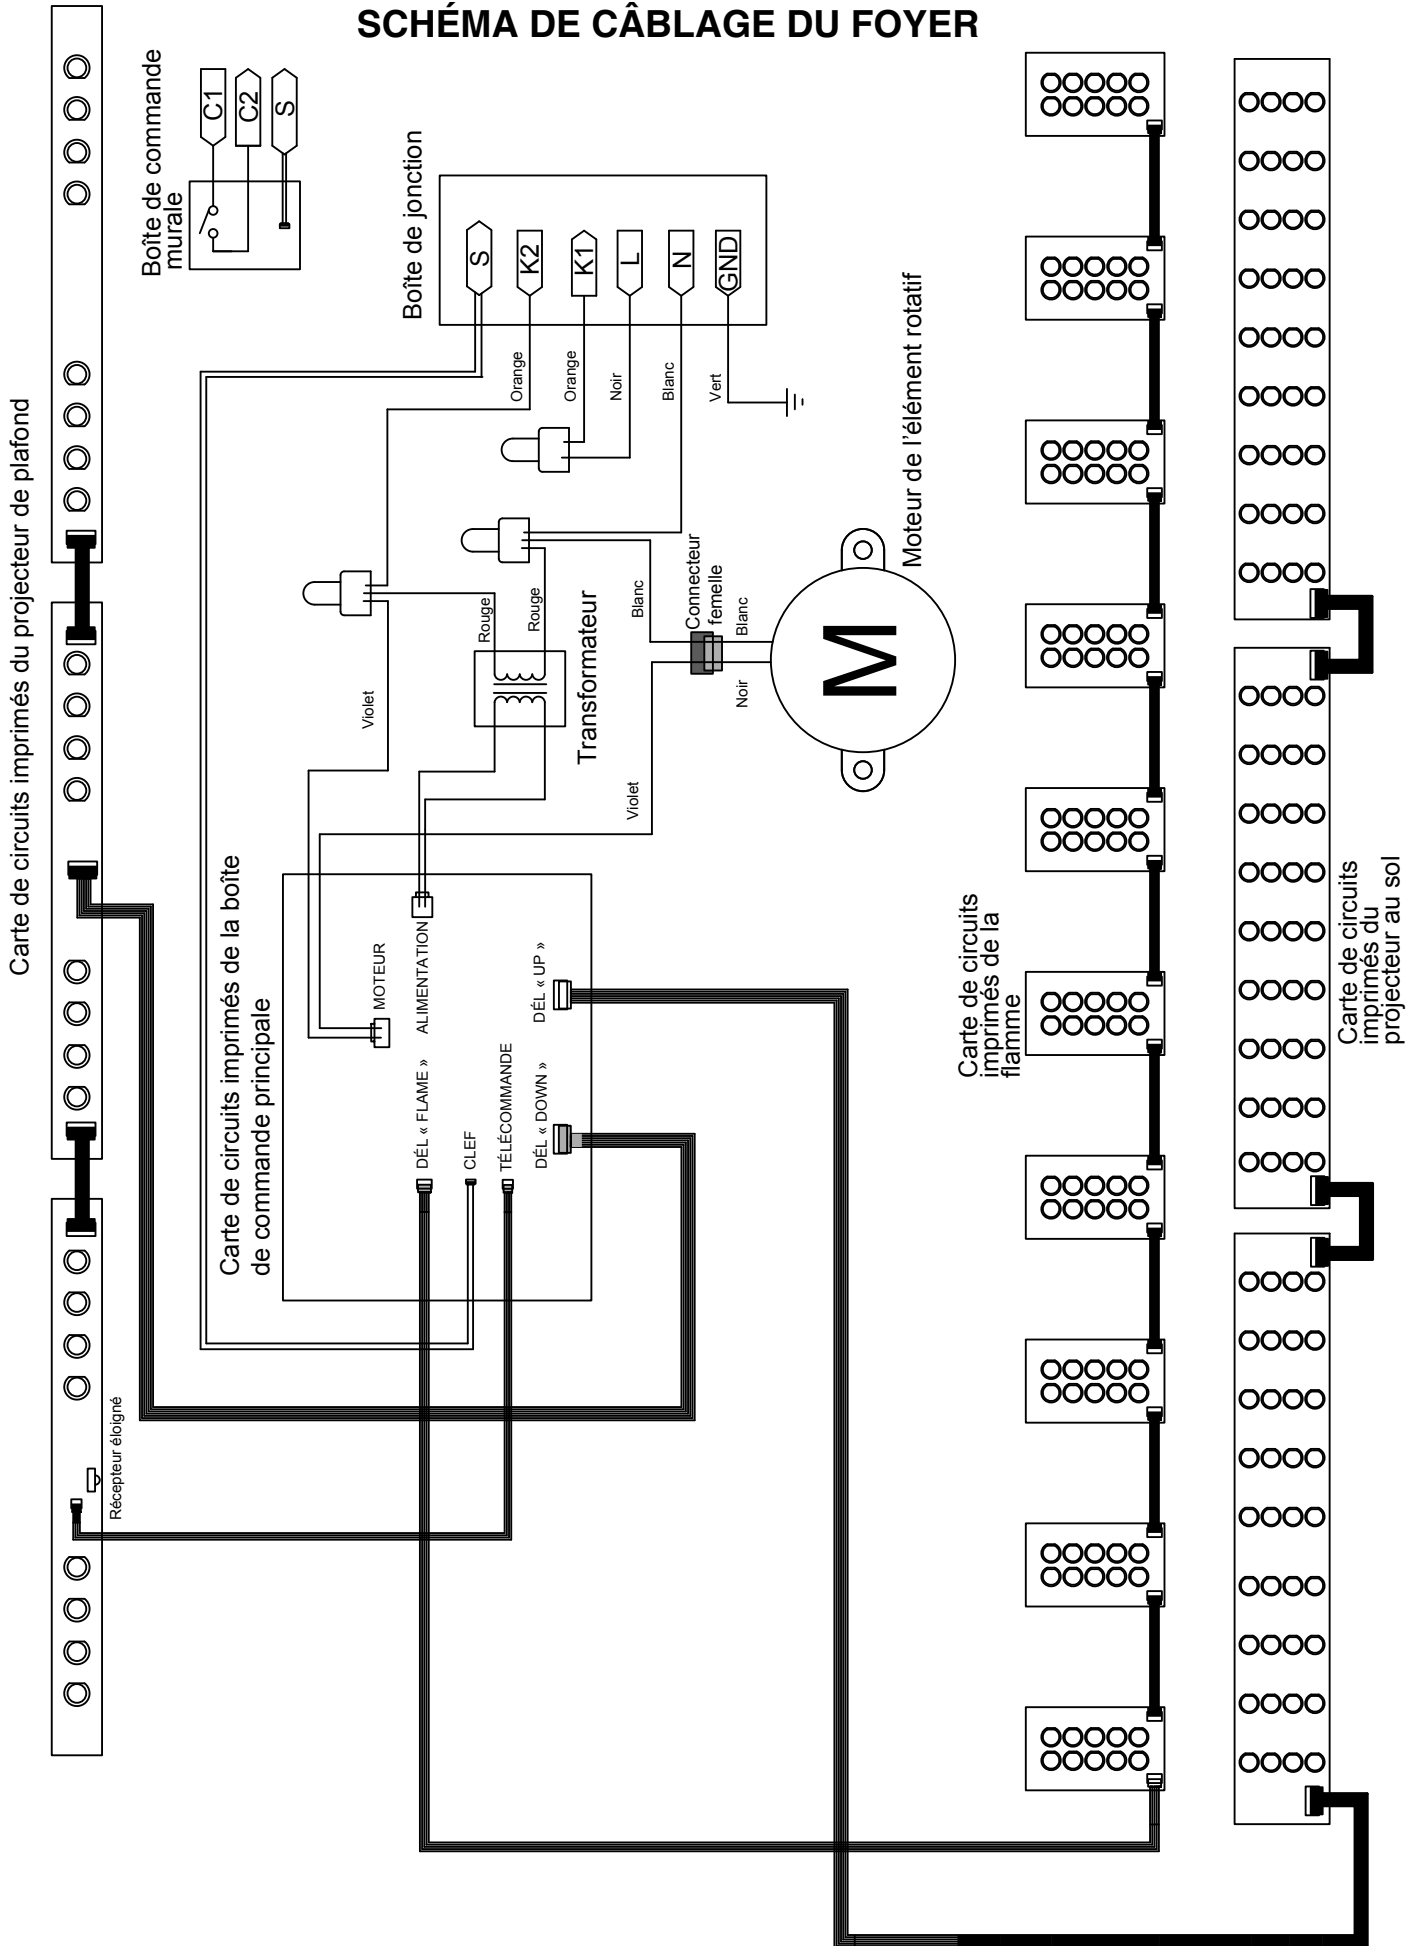 SCHÉMA DE CÂBLAGE DU FOYER
Carte de circuits imprimés du projecteur de plafond
Boîte de commande
murale
C1
C2
S
Boîte de jonction
S
K2
K1
L
N
GND
Orange
Orange
Noir
Blanc
Vert
Violet
Rouge
Rouge
Transformateur
Blanc
Connecteur
femelle
Blanc
Noir
Violet
M
Moteur de l'élément rotatif
Carte de circuits imprimés de la boîte
de commande principale
MOTEUR
ALIMENTATION
DÉL « UP »
DÉL « FLAME »
CLEF
TÉLÉCOMMANDE
DÉL « DOWN »
Récepteur éloigné
Carte de circuits
imprimés de la
flamme
Carte de circuits
imprimés du
projecteur au sol